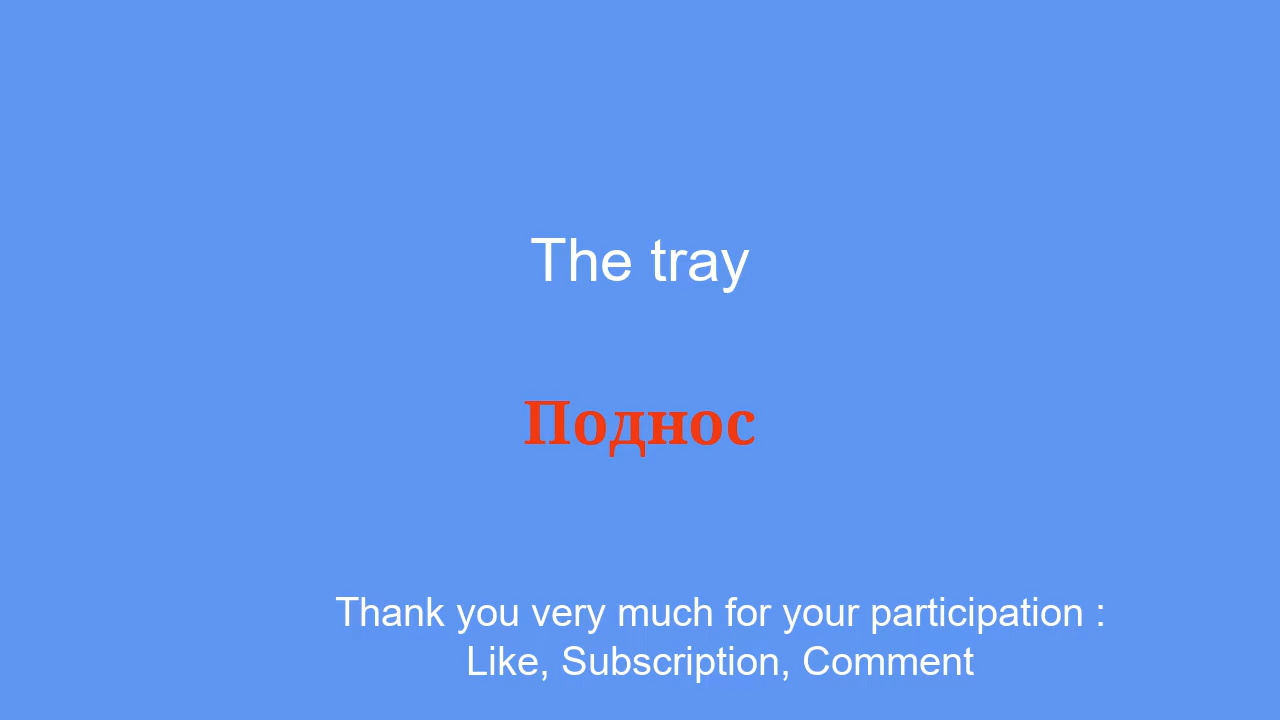 The tray
Поднос
Thank you very much for your participation :
Like, Subscription, Comment